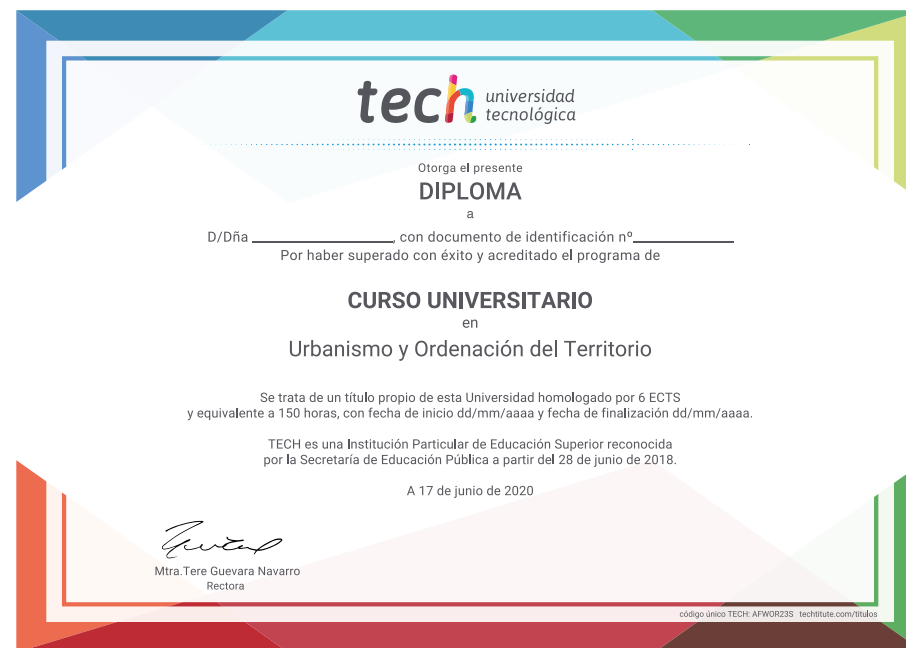 tech universidad
tecnológica
Otorga el presente
DIPLOMA
a
D/Dña ____________________, con documento de identificación nº______________
Por haber superado con éxito y acreditado el programa de
CURSO UNIVERSITARIO
en
Urbanismo y Ordenación del Territorio
Se trata de un título propio de esta Universidad homologado por 6 ECTS
y equivalente a 150 horas, con fecha de inicio dd/mm/aaaa y fecha de finalización dd/mm/aaaa.
TECH es una Institución Particular de Educación Superior reconocida
por la Secretaría de Educación Pública a partir del 28 de junio de 2018.
A 17 de junio de 2020
Mtra.Tere Guevara Navarro
Rectora
código único TECH: AFWOR23S techtitute.com/titulos